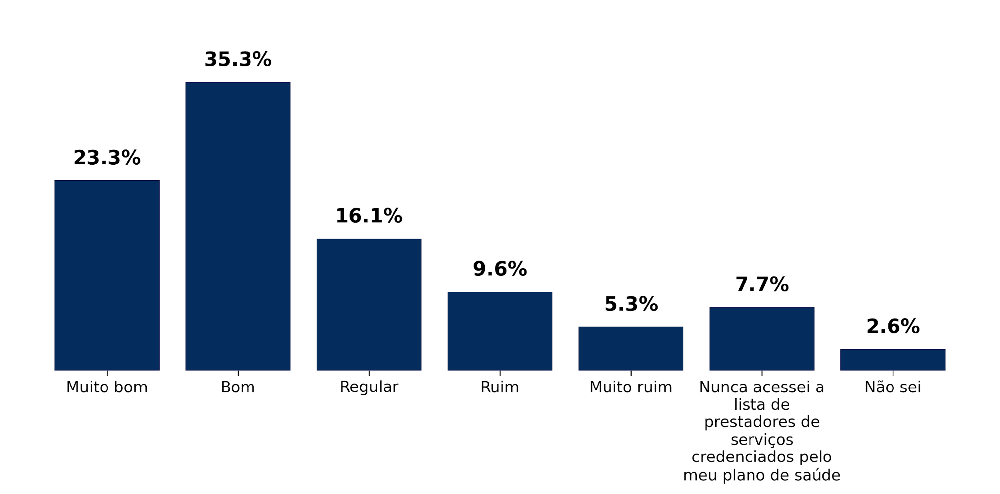 35.3%
23.3%
16.1%
9.6%
7.7%
5.3%
2.6%
Muito bom
Bom
Regular
Ruim
Muito ruim
Nunca acessei a
lista de
prestadores de
serviços
credenciados pelo
meu plano de saúde
Não sei